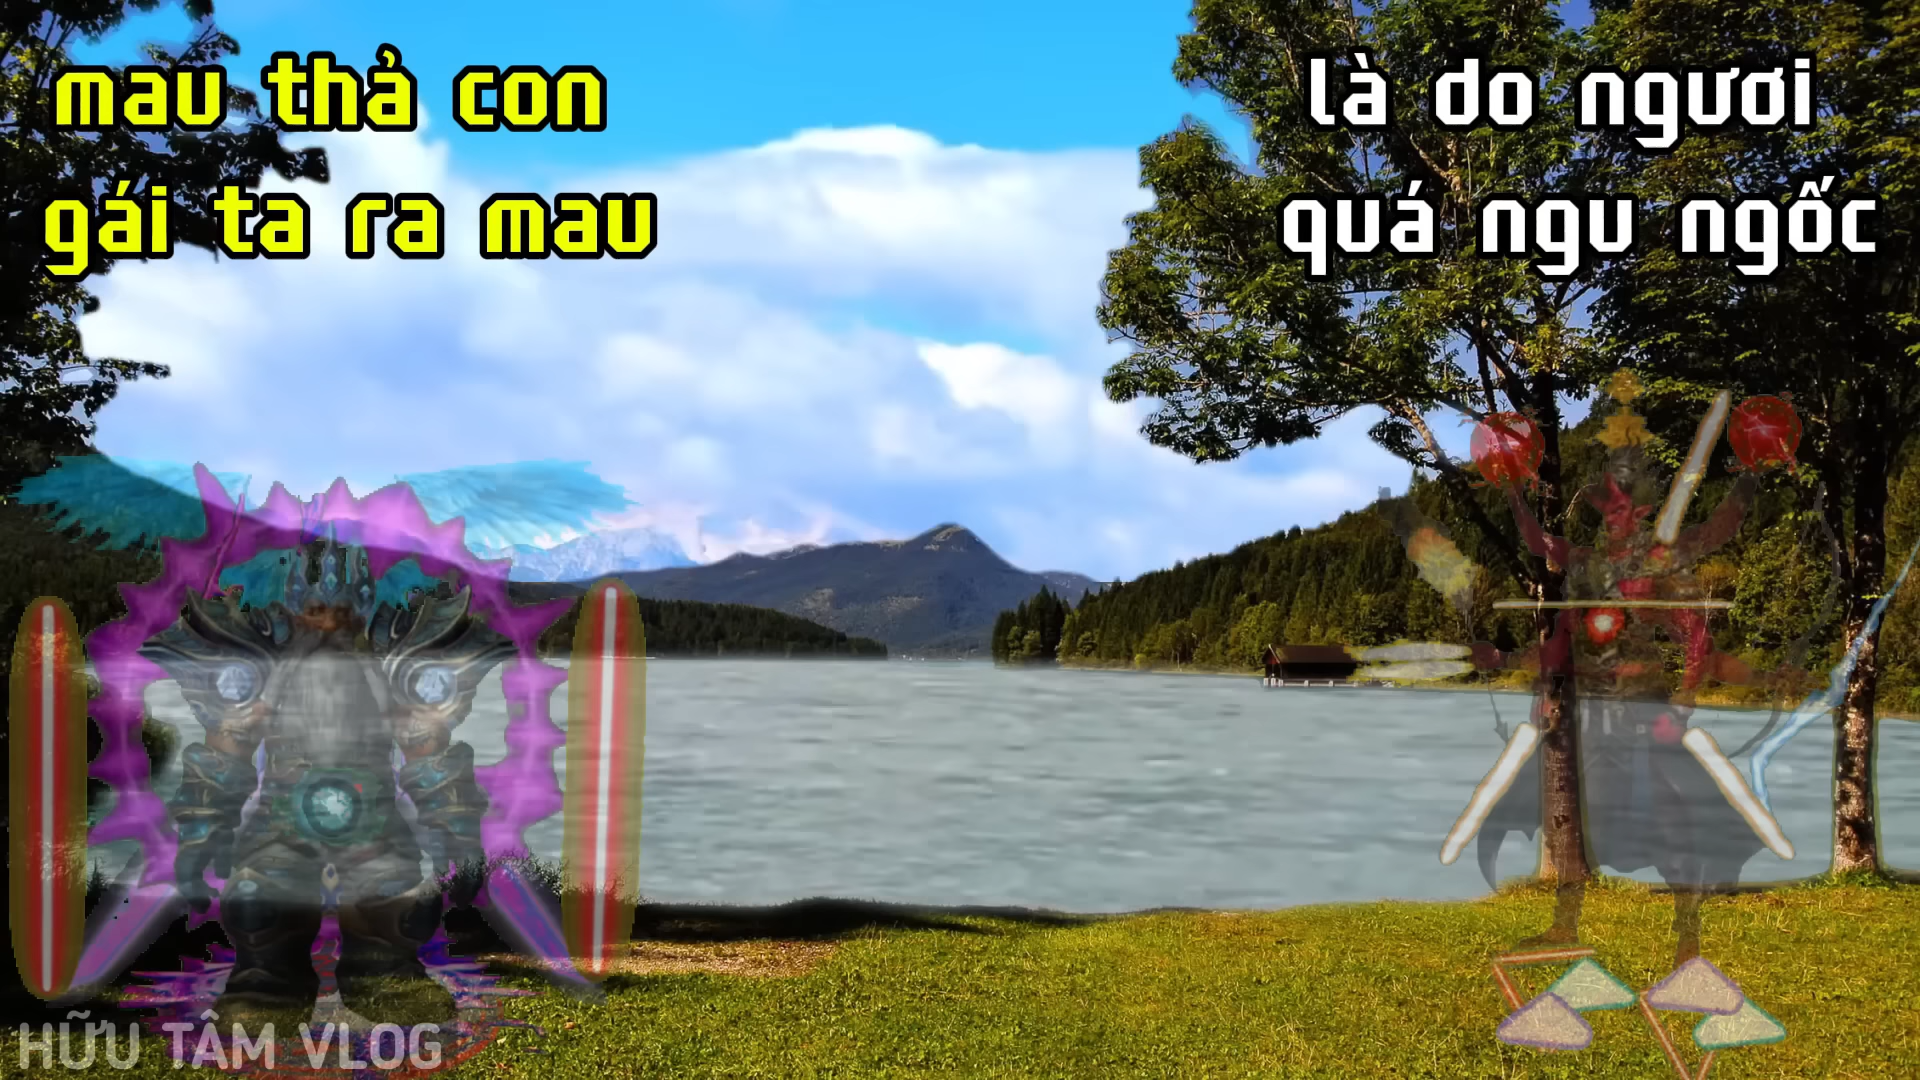 mau thả con
gái ta ra mau
là do ngươi
quá ngu ngốc
HỮU TÂM VLOG